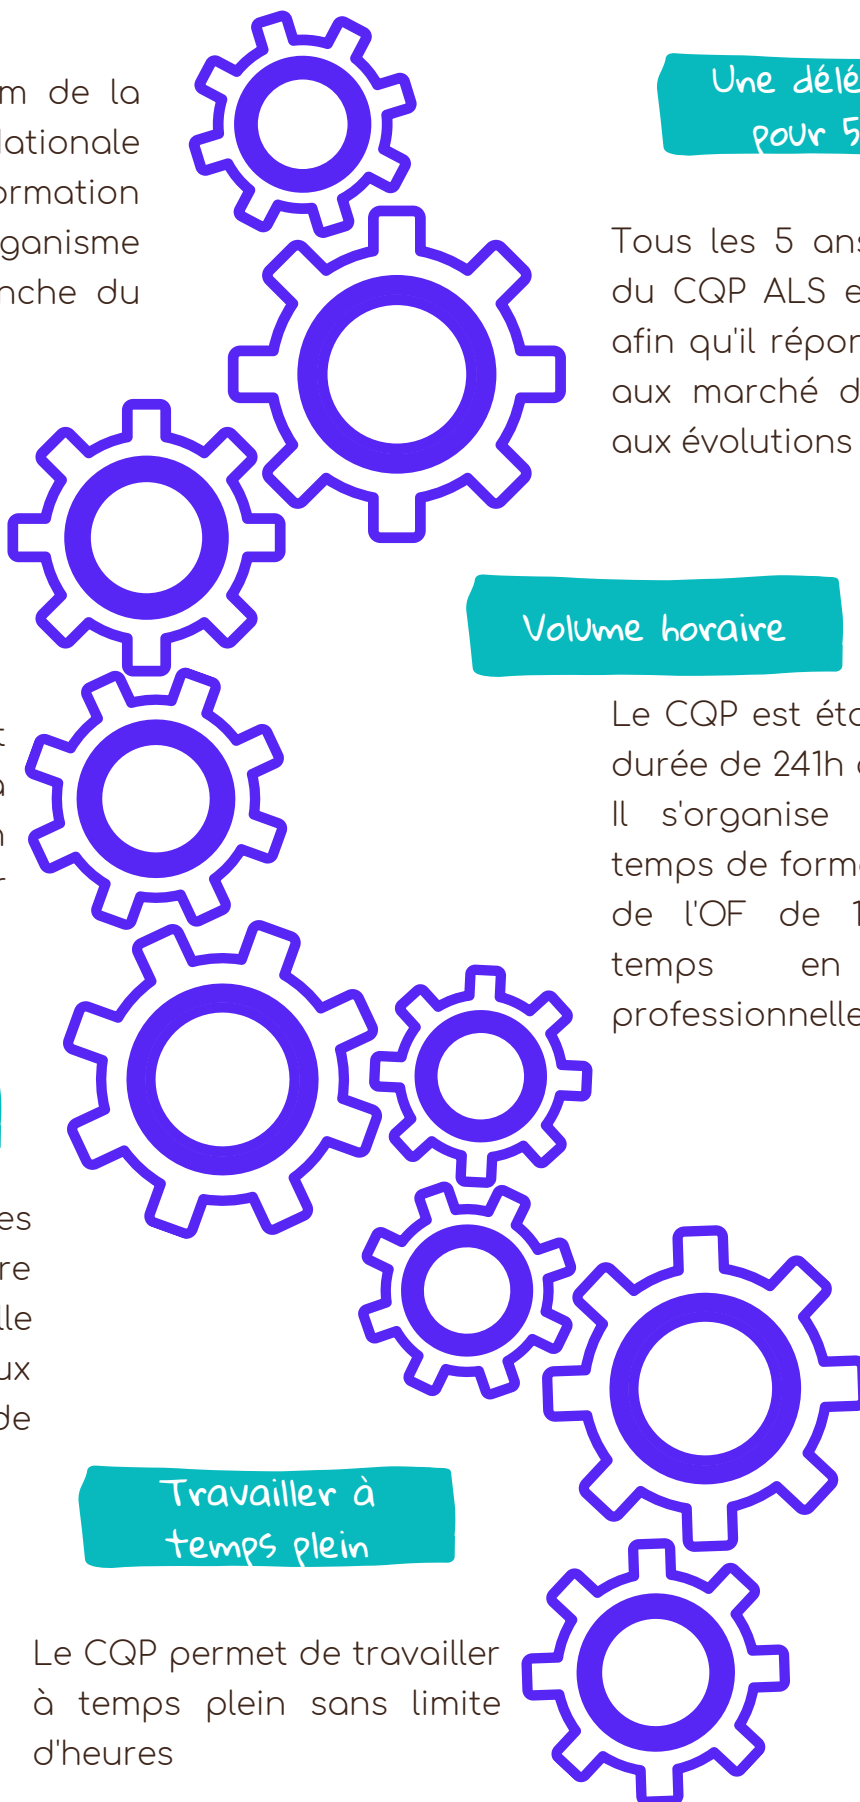 m de la
nationale
ormation
ganisme
nche du
Une délé
pour 5
Tous les 5 ans
du CQP ALS e
afin qu'il répon
aux marché d
aux évolutions
Volume horaire
Le CQP est éta
durée de 241h
Il s'organise
temps de forma
de l'OF de 1
temps en
professionnelle
es
re
lle
ux
de
Travailler à
temps plein
Le CQP permet de travailler
à temps plein sans limite
d'heures